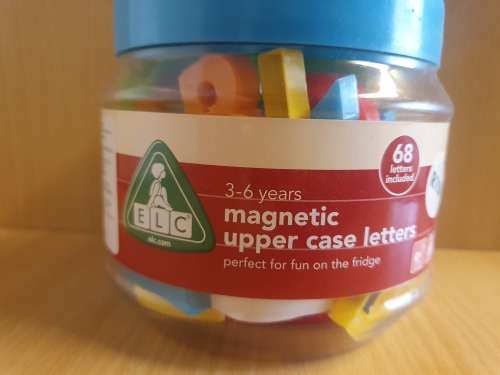 68
letters
included
3-6 years
magnetic
upper case letters
perfect for fun on the fridge
ELC
elc.com